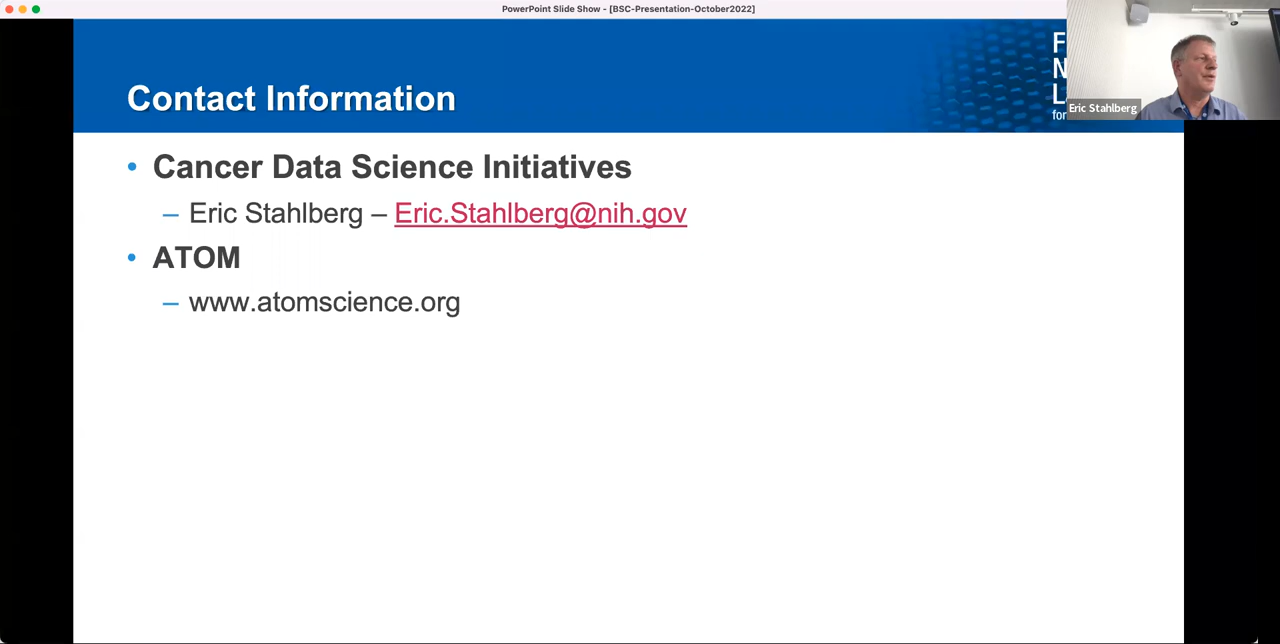 PowerPoint Slide Show - [BSC-Presentation-October2022]
Contact Information
Eric Stahlberg
• Cancer Data Science Initiatives
– Eric Stahlberg – Eric.Stahlberg@nih.gov
• ATOM
– www.atomscience.org